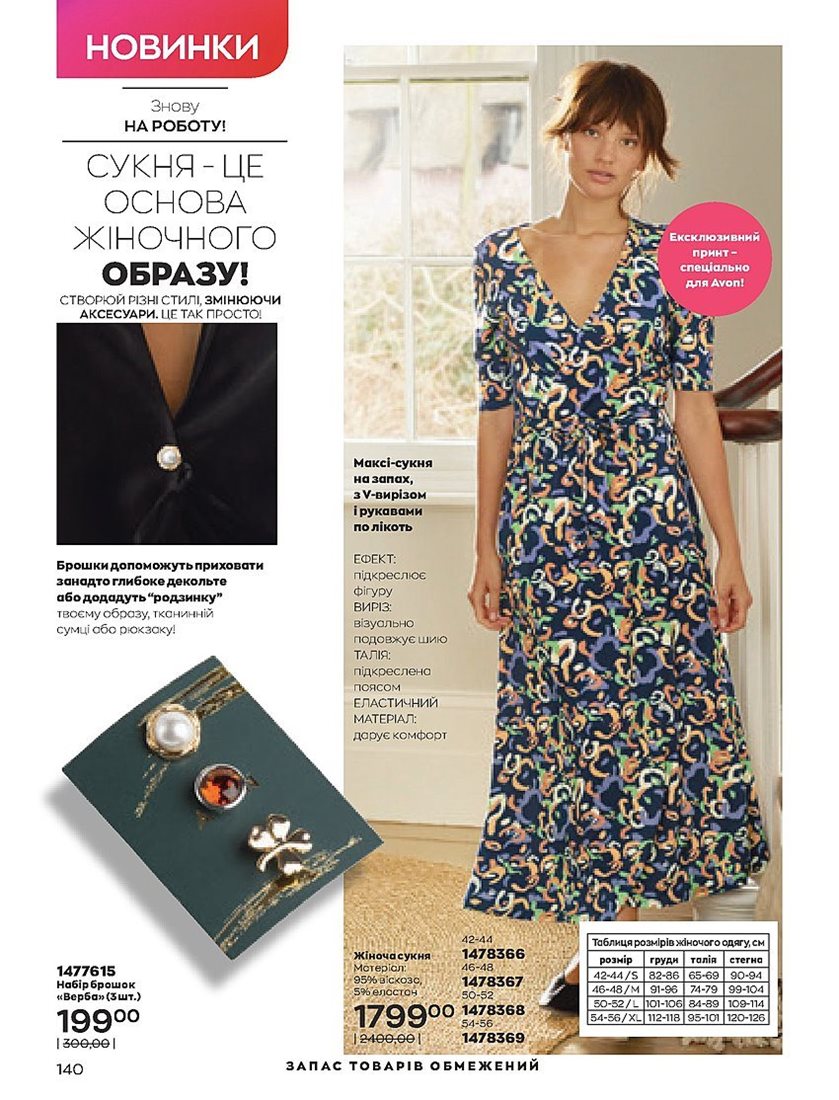 НОВИНКИ
Знову
НА РОБОТУ!
СУКНЯ - ЦЕ
ОСНОВА
ЖІНОЧНОГО
ОБРАЗУ!
СТВОРЮЙ РІЗНІ СТИЛІ, ЗМІНЮЮЧИ
АКСЕСУАРИ. ЦЕ ТАК ПРОСТО!
Ексклюзивний
принт –
спеціально
для Avon!
Брошки допоможуть приховати
занадто глибоке декольте
або додадуть “родзинку”
твоєму образу, тканинній
сумці або рюкзаку!
Максі-сукня
на запах,
з V-вирізом
і рукавами
по лікоть
ЕФЕКТ:
підкреслює
фігуру
ВИРІЗ:
візуально
подовжує шию
ТАЛІЯ:
підкреслена
поясом
ЕЛАСТИЧНИЙ
МАТЕРІАЛ:
дарує комфорт
1477615
Набір брошок
«Верба» (3 шт.)
19900
| 300,00 |
Жіноча сукня
Матеріал:
95% віскоза,
5% еластан
179900
| 2400,00 |
42-44
1478366
46-48
1478367
50-52
1478368
54-56
1478369
Таблиця розмірів жіночого одягу, см
розмір груди талія стегна
42-44 / S 82-86 65-69 90-94
46-48 / M 91-96 74-79 99-104
50-52 / L 101-106 84-89 109-114
54-56 / XL 112-118 95-101 120-126
140
ЗАПАС ТОВАРІВ ОБМЕЖЕНИЙ